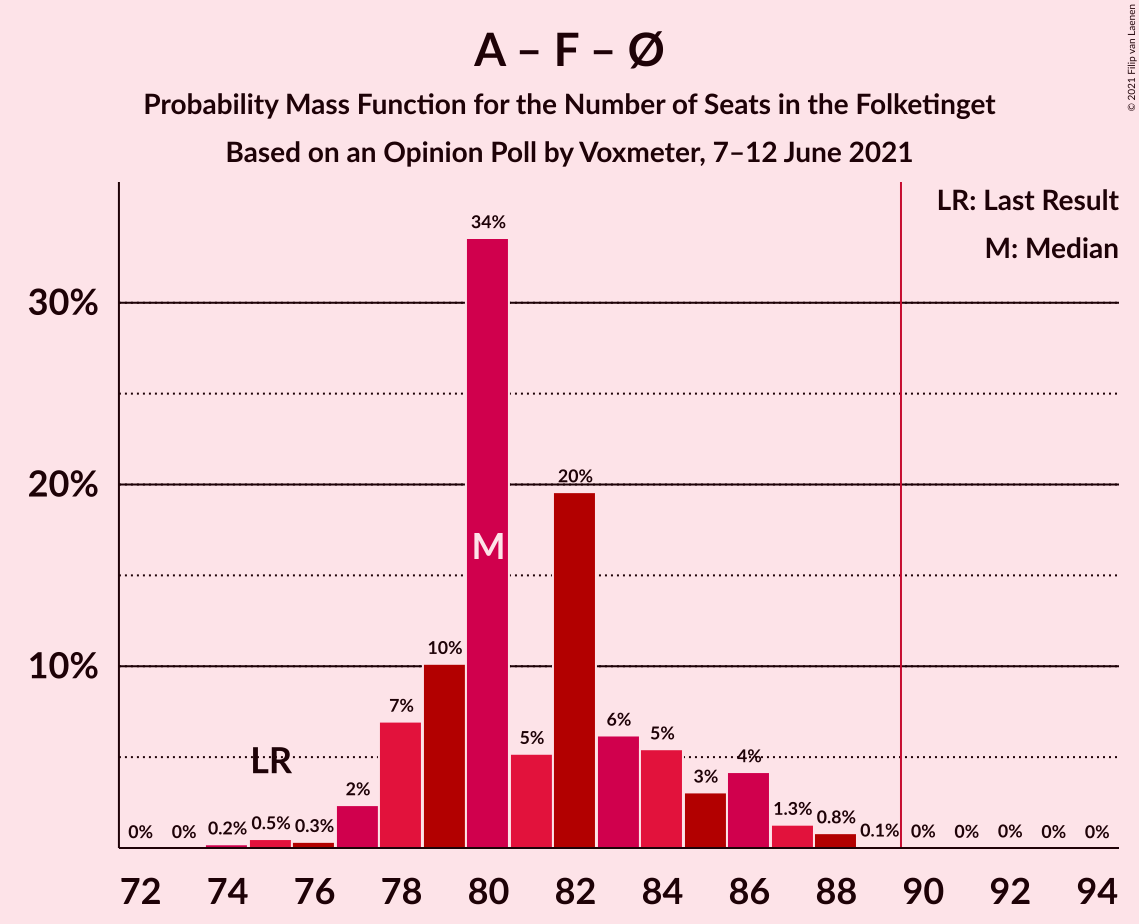 A – F – Ø
Probability Mass Function for the Number of Seats in the Folketinget
Based on an Opinion Poll by Voxmeter, 7–12 June 2021
© 2021 Filip van Laenen
LR: Last Result
M: Median
30%
20%
10%
0%
0%
0.2%
0.5%
0.3%
2%
7%
10%
34%
5%
20%
6%
5%
3%
4%
1.3%
0.8%
0.1%
0%
0%
0%
0%
0%
LR
M
72 74 76 78 80 82 84 86 88 90 92 94